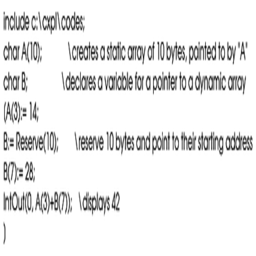 include c:\cxpl\codes;
char A(10); \creates a static array of 10 bytes, pointed to by "A"
char B; \declares a variable for a pointer to a dynamic array
(A(3):= 14;
B:= Reserve(10); \reserve 10 bytes and point to their starting address
B(7):= 28;
IntOut(0, A(3)+B(7)); \displays 42
)